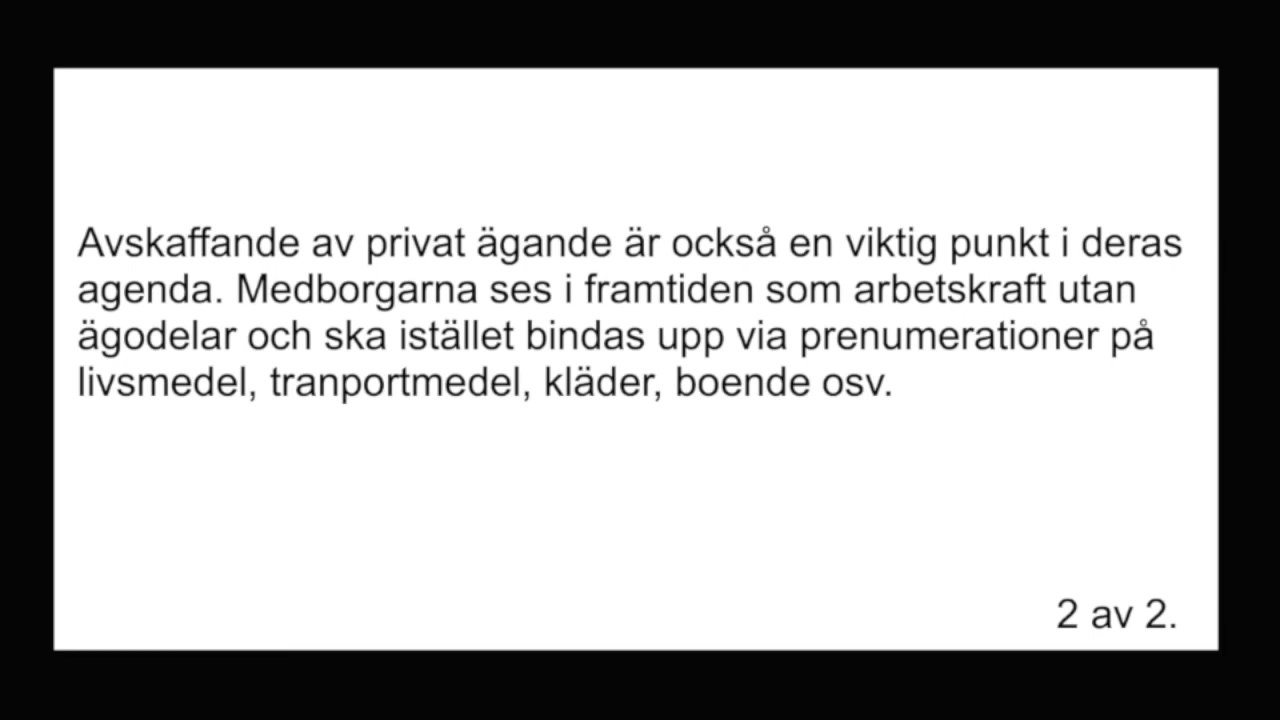 Avskaffande av privat ägande är också en viktig punkt i deras
agenda. Medborgarna ses i framtiden som arbetskraft utan
ägodelar och ska istället bindas upp via prenumerationer på
livsmedel, tranportmedel, kläder, boende osv.
2 av 2.